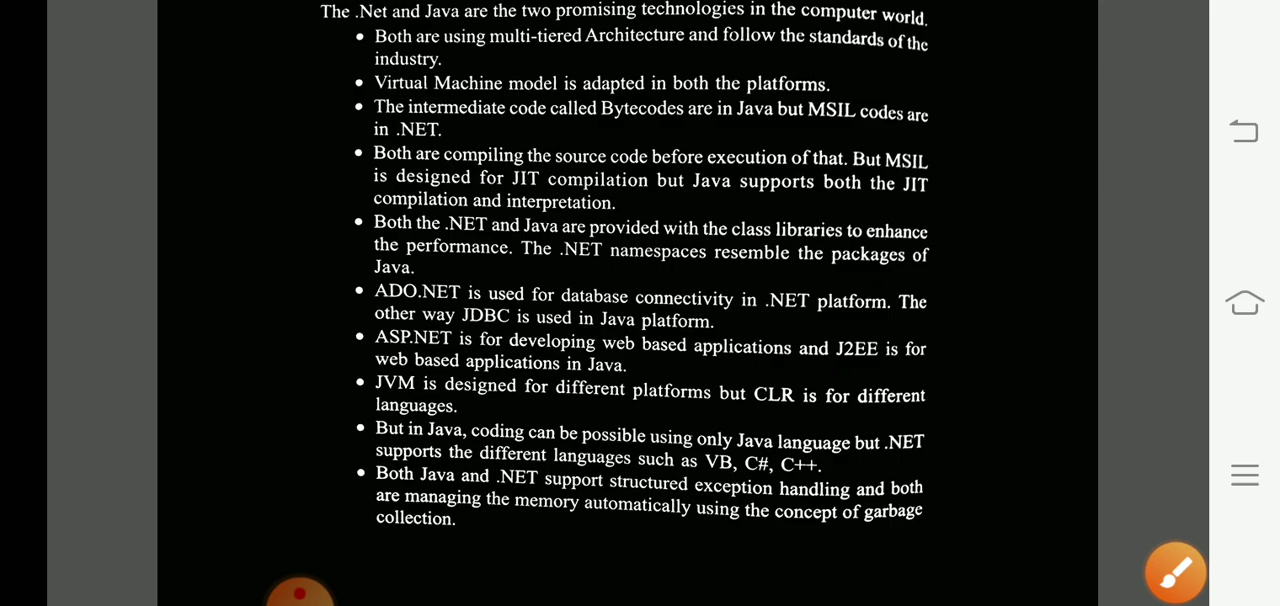 The .Net and Java are the two promising technologies in the computer world.
• Both are using multi-tiered Architecture and follow the standards of the
industry.
• Virtual Machine model is adapted in both the platforms.
• The intermediate code called Bytecodes are in Java but MSIL codes are
in .NET.
• Both are compiling the source code before execution of that. But MSIL
is designed for JIT compilation but Java supports both the JIT
compilation and interpretation.
• Both the .NET and Java are provided with the class libraries to enhance
the performance. The .NET namespaces resemble the packages of
Java.
• ADO.NET is used for database connectivity in .NET platform. The
other way JDBC is used in Java platform.
• ASP.NET is for developing web based applications and J2EE is for
web based applications in Java.
• JVM is designed for different platforms but CLR is for different
languages.
• But in Java, coding can be possible using only Java language but .NET
supports the different languages such as VB, C#, C++.
• Both Java and .NET support structured exception handling and both
are managing the memory automatically using the concept of garbage
collection.